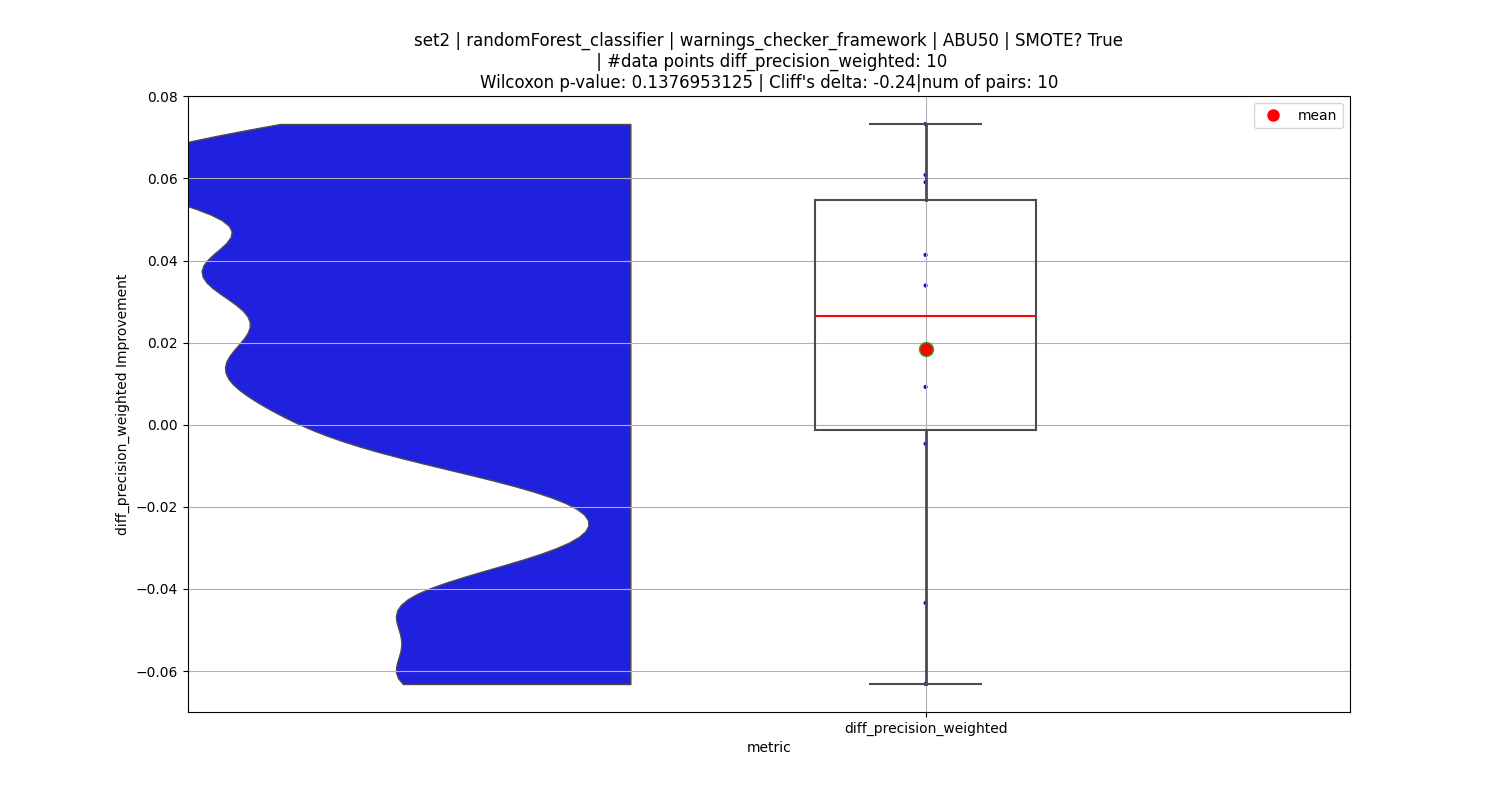 set2 | randomForest_classifier | warnings_checker_framework | ABU50 | SMOTE? True
| #data points diff_precision_weighted: 10
Wilcoxon p-value: 0.1376953125 | Cliff's delta: -0.24|num of pairs: 10
mean
0.08
0.06
0.04
0.02
0.00
−0.02
−0.04
−0.06
diff_precision_weighted Improvement
diff_precision_weighted
metric